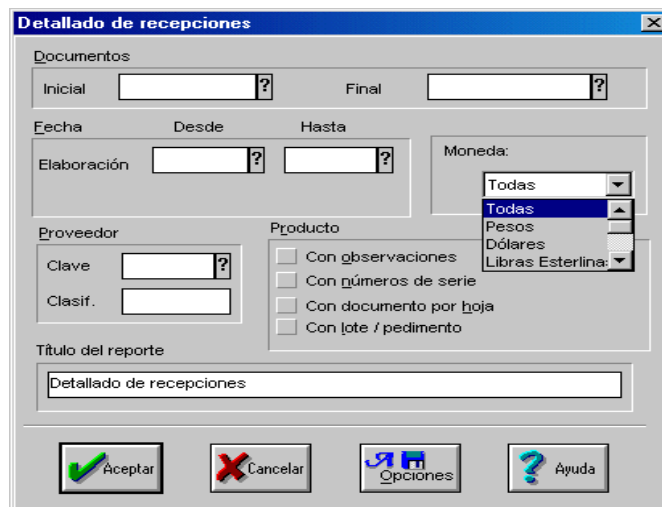 Detallado de recepciones
Documentos
Inicial ? Final ?
Fecha Desde Hasta
Elaboración ? ?
Moneda:
Todas
Todas
Pesos
Dólares
Libras Esterlinas
Proveedor
Clave ?
Clasif.
Producto
Con observaciones
Con números de serie
Con documento por hoja
Con lote / pedimento
Título del reporte
Detallado de recepciones
Aceptar Cancelar Opciones Ayuda